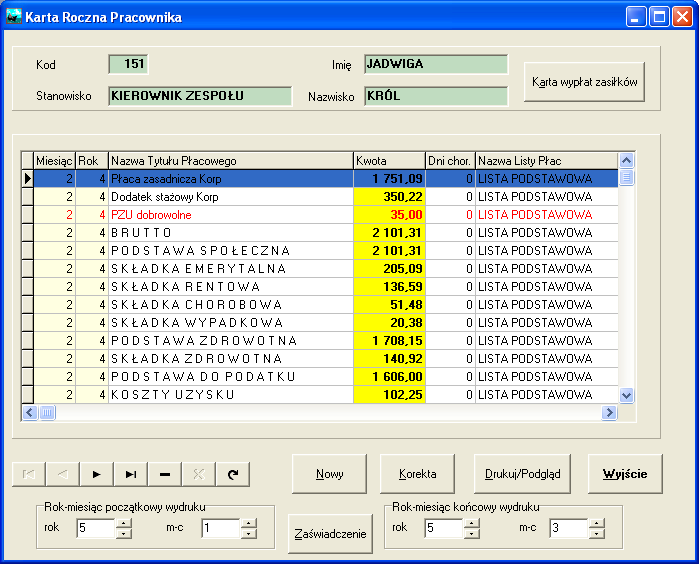 Karta Roczna Pracownika
Kod 151 Imię JADWIGA
Karta wypłat zasiłków
Stanowisko KIEROWNIK ZESPOŁU Nazwisko KRÓL
Miesiąc Rok Nazwa Tytułu Płacowego Kwota Dni chor. Nazwa Listy Płac
2 4 Płaca zasadnicza Korp 1 751,09 0 LISTA PODSTAWOWA
2 4 Dodatek stażowy Korp 350,22 0 LISTA PODSTAWOWA
2 4 PZU dobrowolne 35,00 0 LISTA PODSTAWOWA
2 4 B R U T T O 2 101,31 0 LISTA PODSTAWOWA
2 4 P O D S T A W A S P O Ł E C Z N A 2 101,31 0 LISTA PODSTAWOWA
2 4 S K Ł A D K A E M E R Y T A L N A 205,09 0 LISTA PODSTAWOWA
2 4 S K Ł A D K A R E N T O W A 136,59 0 LISTA PODSTAWOWA
2 4 S K Ł A D K A C H O R O B O W A 51,48 0 LISTA PODSTAWOWA
2 4 S K Ł A D K A W Y P A D K O W A 20,38 0 LISTA PODSTAWOWA
2 4 P O D S T A W A Z D R O W O T N A 1 708,15 0 LISTA PODSTAWOWA
2 4 S K Ł A D K A Z D R O W O T N A 140,92 0 LISTA PODSTAWOWA
2 4 P O D S T A W A D O P O D A T K U 1 606,00 0 LISTA PODSTAWOWA
2 4 K O S Z T Y U Z Y S K U 102,25 0 LISTA PODSTAWOWA
Nowy Korekta Drukuj/Podgląd Wyjście
Rok-miesiąc początkowy wydruku
rok 5 m-c 1
Zaświadczenie
Rok-miesiąc końcowy wydruku
rok 5 m-c 3